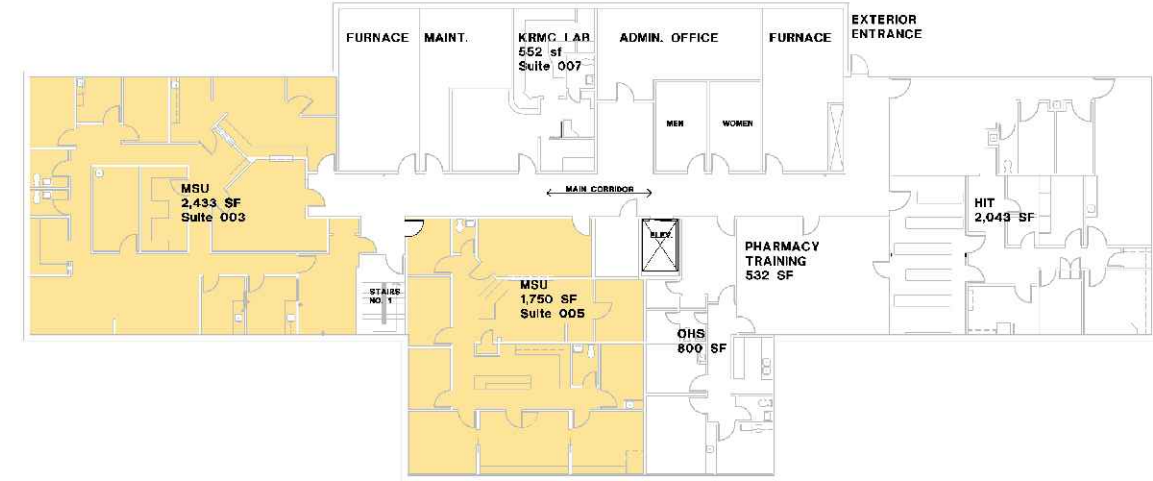 EXTERIOR
ENTRANCE
FURNACE
MAINT.
KRMC LAB
552 sf
Suite 007
ADMIN. OFFICE
FURNACE
MEN
WOMEN
MSU
2,433 SF
Suite 003
MAIN CORRIDOR
HIT
2,043 SF
ELEV.
PHARMACY
TRAINING
532 SF
STAIRS
NO. 1
MSU
1,750 SF
Suite 005
OHS
800 SF